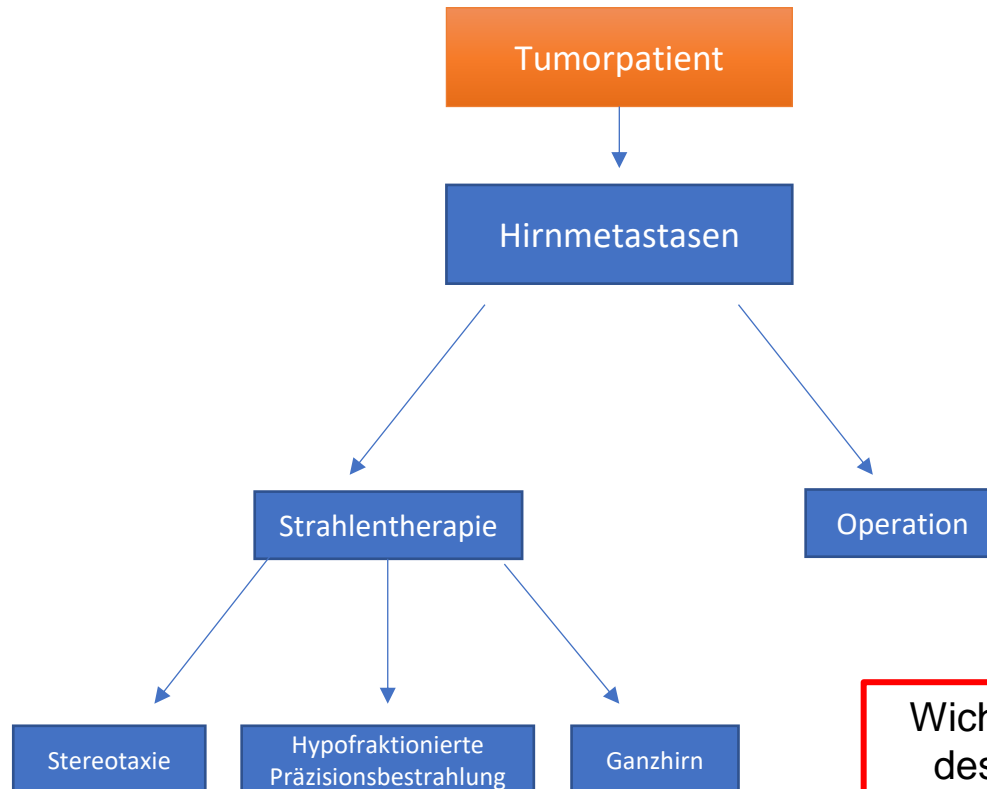 Tumorpatient
Hirnmetastasen
Strahlentherapie
Operation
Stereotaxie
Hypofraktionierte
Präzisionsbestrahlung
Ganzhirn